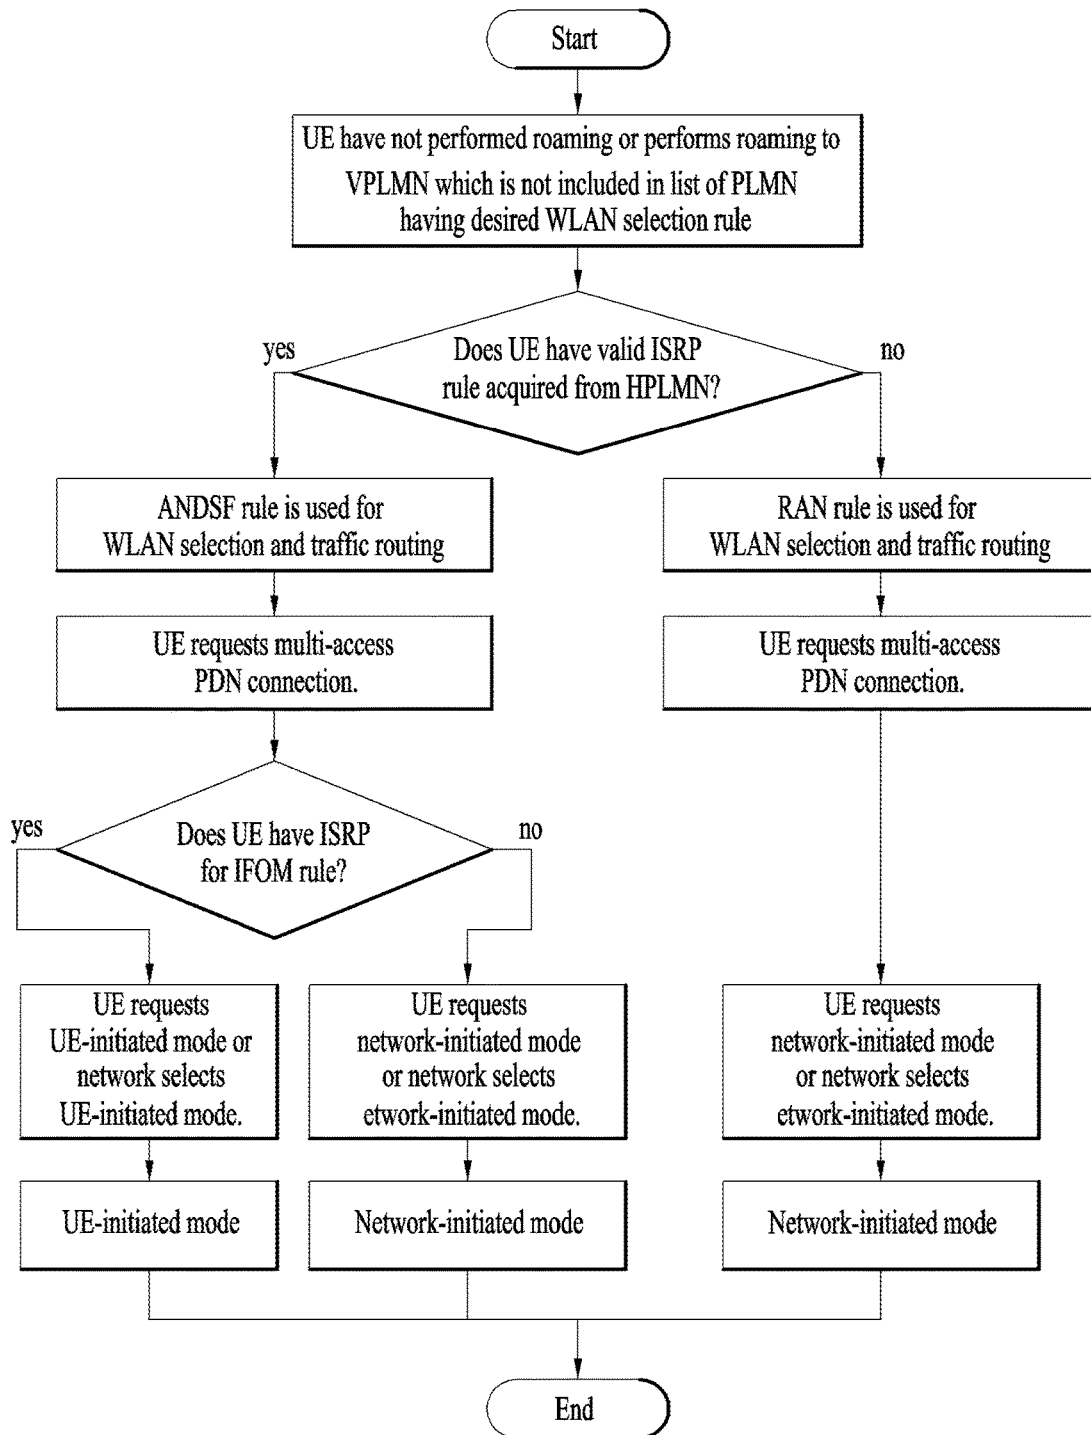 Start
UE have not performed roaming or performs roaming to
VPLMN which is not included in list of PLMN
having desired WLAN selection rule
yes
Does UE have valid ISRP
rule acquired from HPLMN?
no
ANDSF rule is used for
WLAN selection and traffic routing
RAN rule is used for
WLAN selection and traffic routing
UE requests multi-access
PDN connection.
UE requests multi-access
PDN connection.
yes
Does UE have ISRP
for IFOM rule?
no
UE requests
UE-initiated mode or
network selects
UE-initiated mode.
UE requests
network-initiated mode
or network selects
etwork-initiated mode.
UE requests
network-initiated mode
or network selects
etwork-initiated mode.
UE-initiated mode
Network-initiated mode
Network-initiated mode
End